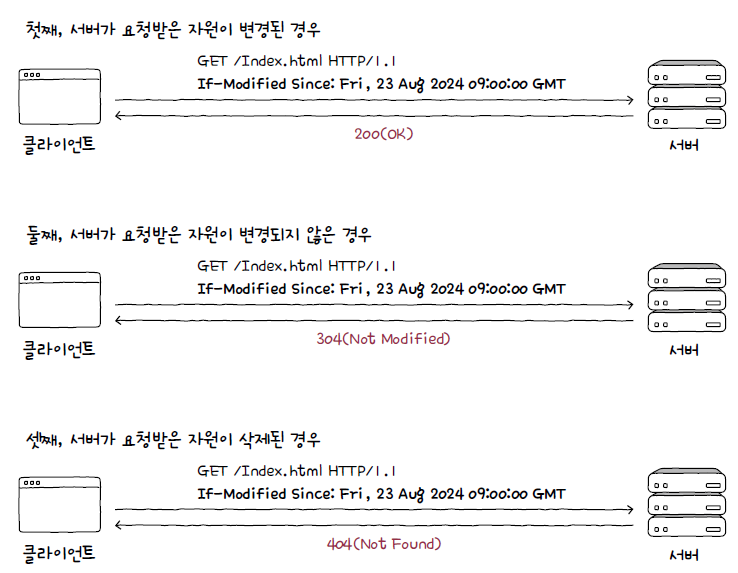 첫째, 서버가 요청받은 자원이 변경된 경우
GET /Index.html HTTP/1.1
If-Modified Since: Fri, 23 Aug 2024 09:00:00 GMT
200(OK)
클라이언트
서버
둘째, 서버가 요청받은 자원이 변경되지 않은 경우
GET /Index.html HTTP/1.1
If-Modified Since: Fri, 23 Aug 2024 09:00:00 GMT
304(Not Modified)
클라이언트
서버
셋째, 서버가 요청받은 자원이 삭제된 경우
GET /Index.html HTTP/1.1
If-Modified Since: Fri, 23 Aug 2024 09:00:00 GMT
404(Not Found)
클라이언트
서버